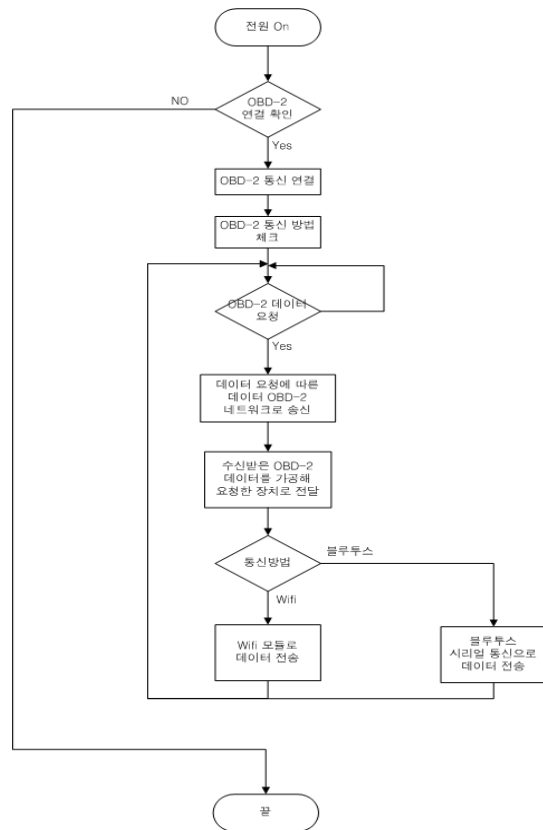 전원 On
NO
OBD-2
연결 확인
Yes
OBD-2 통신 연결
OBD-2 통신 방법
체크
OBD-2 데이터
요청
Yes
데이터 요청에 따른
데이터 OBD-2
네트워크로 송신
수신받은 OBD-2
데이터를 가공해
요청한 장치로 전달
통신방법
블루투스
Wifi
Wifi 모듈로
데이터 전송
블루투스
시리얼 통신으로
데이터 전송
끝